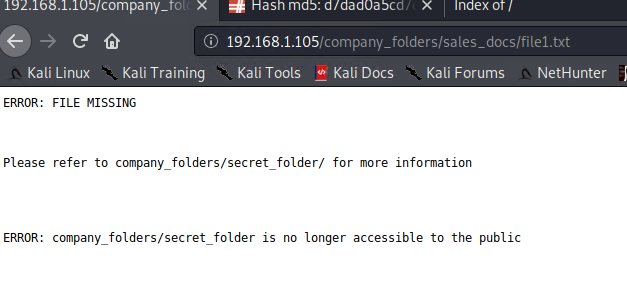 192.168.1.105/company_fol
Hash md5: d7dad0a5cd7
Index of /
192.168.1.105/company_folders/sales_docs/file1.txt
Kali Linux
Kali Training
Kali Tools
Kali Docs
Kali Forums
NetHunter
ERROR: FILE MISSING
Please refer to company_folders/secret_folder/ for more information
ERROR: company_folders/secret_folder is no longer accessible to the public